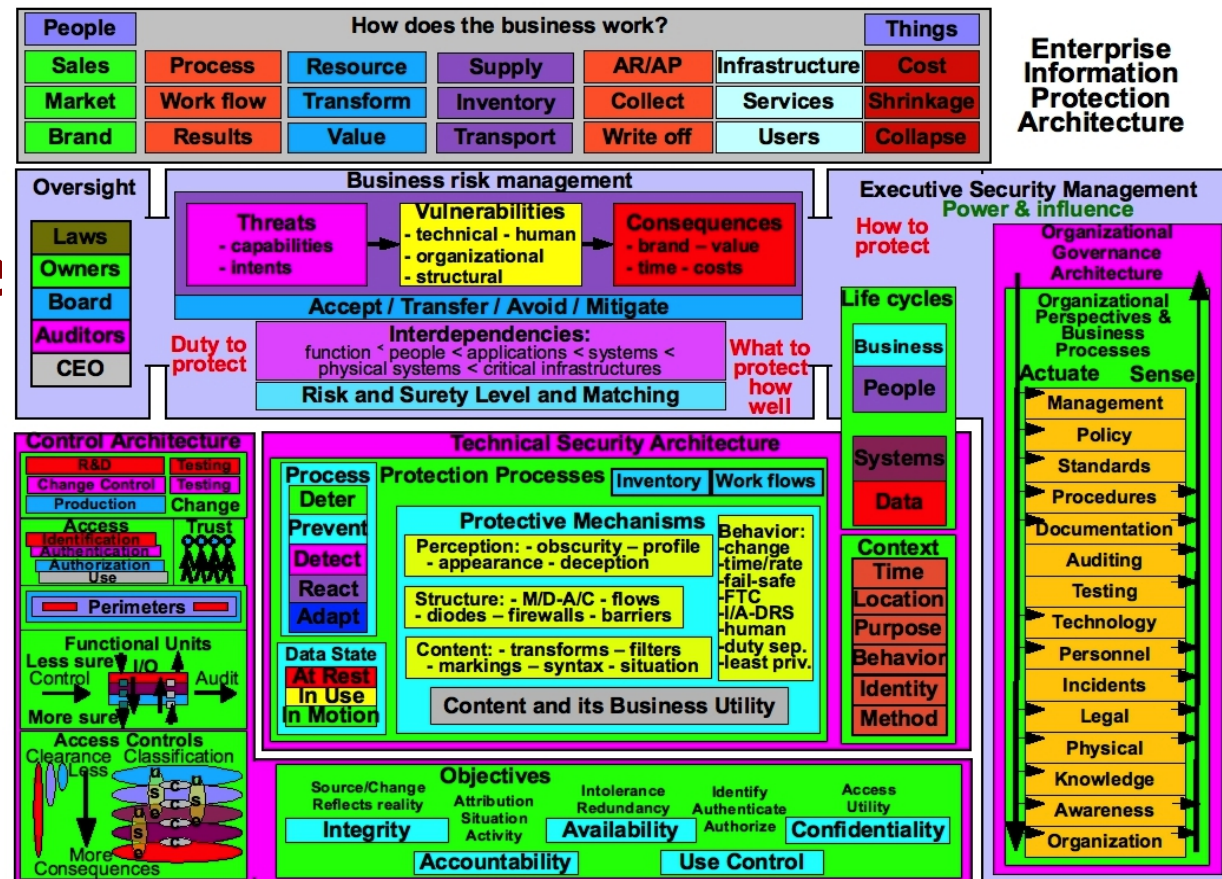 People How does the business work? Things
Sales Process Resource Supply AR/AP Infrastructure Cost
Market Work flow Transform Inventory Collect Services Shrinkage
Brand Results Value Transport Write off Users Collapse
Enterprise
Information
Protection
Architecture
Oversight
Laws
Owners
Board
Auditors
CEO
Business risk management
Threats
- capabilities
- intents
Vulnerabilities
- technical - human
- organizational
- structural
Consequences
- brand – value
- time - costs
Accept / Transfer / Avoid / Mitigate
Duty to
protect
Interdependencies:
function < people < applications < systems <
physical systems < critical infrastructures
Risk and Surety Level and Matching
What to
protect
how
well
Executive Security Management
Power & influence
How to
protect
Life cycles
Business
People
Systems
Data
Context
Time
Location
Purpose
Behavior
Identity
Method
Organizational
Governance
Architecture
Organizational
Perspectives &
Business
Processes
Actuate Sense
Management
Policy
Standards
Procedures
Documentation
Auditing
Testing
Technology
Personnel
Incidents
Legal
Physical
Knowledge
Awareness
Organization
Control Architecture
R&D Testing
Change Control Testing
Production Change
Access Trust
Identification
Authentication
Authorization
Use
Perimeters
Functional Units
Less sure I/O
Control Audit
More sure
Access Controls
Clearance Classification
Less
More
Consequences
Technical Security Architecture
Process
Deter
Prevent
Detect
React
Adapt
Data State
At Rest
In Use
In Motion
Protection Processes Inventory Work flows
Protective Mechanisms
Perception: - obscurity – profile
- appearance - deception
Structure: - M/D-A/C - flows
- diodes – firewalls - barriers
Content: - transforms – filters
- markings – syntax - situation
Behavior:
-change
-time/rate
-fail-safe
-FTC
-I/A-DRS
-human
-duty sep.
-least priv.
Content and its Business Utility
Objectives
Source/Change
Reflects reality
Integrity
Attribution
Situation
Activity
Accountability
Intolerance
Redundancy
Availability
Identify
Authenticate
Authorize
Use Control
Access
Utility
Confidentiality